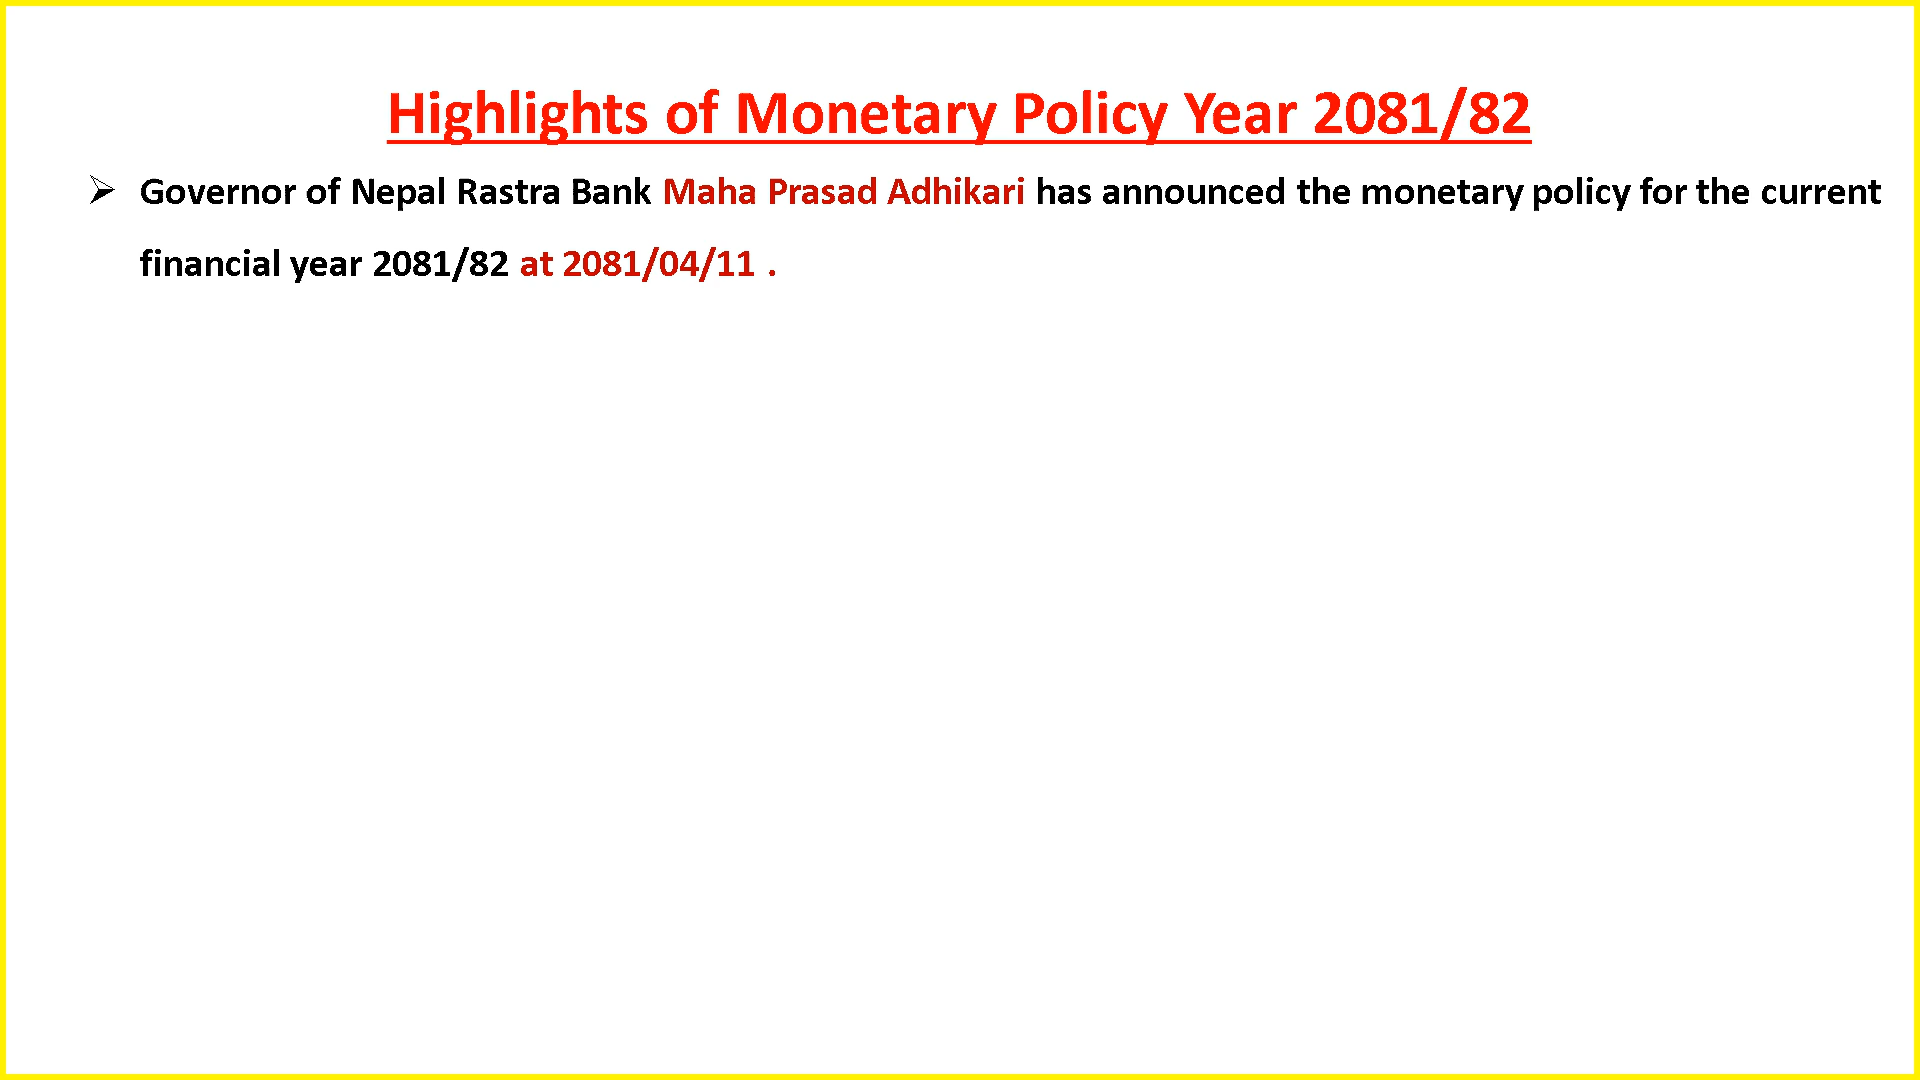 Highlights of Monetary Policy Year 2081/82
➢ Governor of Nepal Rastra Bank Maha Prasad Adhikari has announced the monetary policy for the current
financial year 2081/82 at 2081/04/11 .